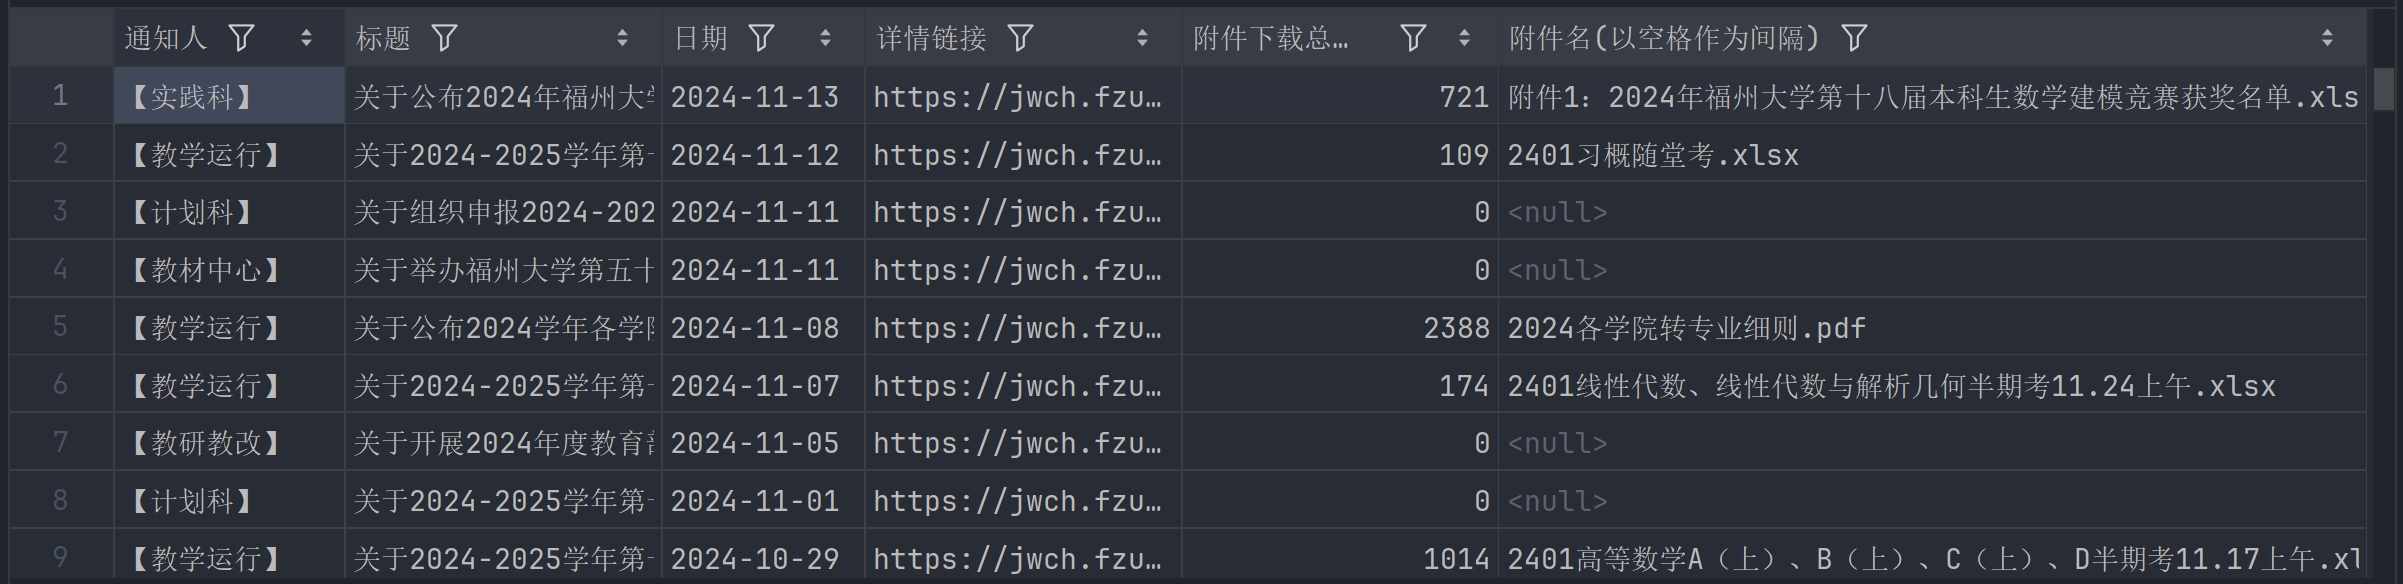 通知人 标题 日期 详情链接 附件下载总… 附件名(以空格作为间隔)
1 【实践科】 关于公布2024年福州大学 2024-11-13 https://jwch.fzu… 721 附件1：2024年福州大学第十八届本科生数学建模竞赛获奖名单.xls
2 【教学运行】 关于2024-2025学年第一 2024-11-12 https://jwch.fzu… 109 2401习概随堂考.xlsx
3 【计划科】 关于组织申报2024-202 2024-11-11 https://jwch.fzu… 0 <null>
4 【教材中心】 关于举办福州大学第五十 2024-11-11 https://jwch.fzu… 0 <null>
5 【教学运行】 关于公布2024学年各学院 2024-11-08 https://jwch.fzu… 2388 2024各学院转专业细则.pdf
6 【教学运行】 关于2024-2025学年第一 2024-11-07 https://jwch.fzu… 174 2401线性代数、线性代数与解析几何半期考11.24上午.xlsx
7 【教研教改】 关于开展2024年度教育部 2024-11-05 https://jwch.fzu… 0 <null>
8 【计划科】 关于2024-2025学年第一 2024-11-01 https://jwch.fzu… 0 <null>
9 【教学运行】 关于2024-2025学年第一 2024-10-29 https://jwch.fzu… 1014 2401高等数学A（上）、B（上）、C（上）、D半期考11.17上午.xl